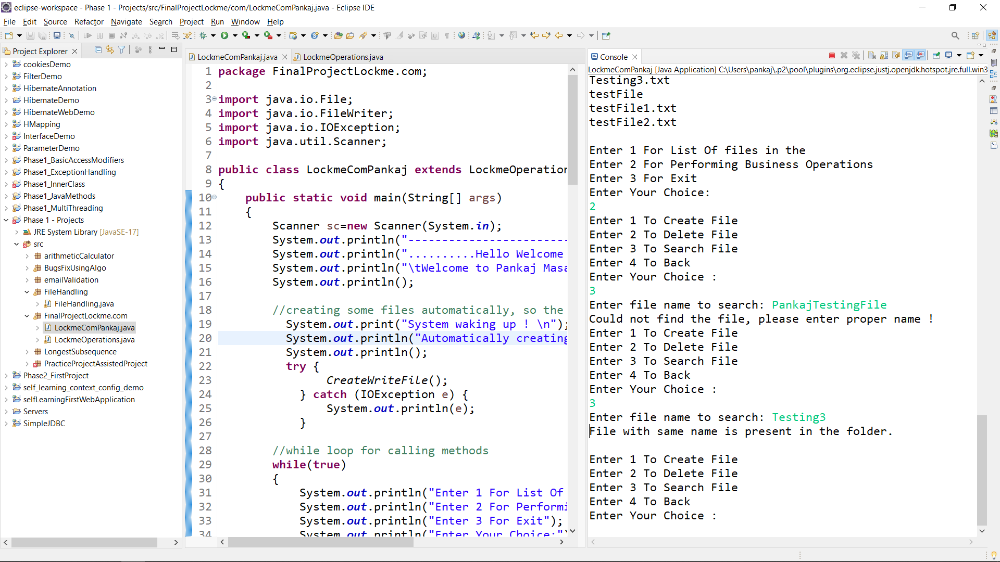 eclipse-workspace - Phase 1 - Projects/src/FinalProjectLockme/com/LockmeComPankaj.java - Eclipse IDE
File Edit Source Refactor Navigate Search Project Run Window Help
Project Explorer
cookiesDemo
FilterDemo
HibernateAnnotation
HibernateDemo
HibernateWebDemo
HMapping
InterfaceDemo
ParameterDemo
Phase1_BasicAccessModifiers
Phase1_ExceptionHandling
Phase1_InnerClass
Phase1_JavaMethods
Phase1_MultiThreading
Phase 1 - Projects
JRE System Library [JavaSE-17]
src
arithmeticCalculator
BugsFixUsingAlgo
emailValidation
FileHandling
FileHandling.java
FinalProjectLockme.com
LockmeComPankaj.java
LockmeOperations.java
LongestSubsequence
PracticeProjectAssistedProject
Phase2_FirstProject
self_learning_context_config_demo
selfLearningFirstWebApplication
Servers
SimpleJDBC
LockmeComPankaj.java LockmeOperations.java
1 package FinalProjectLockme.com;
2
3 import java.io.File;
4 import java.io.FileWriter;
5 import java.io.IOException;
6 import java.util.Scanner;
7
8 public class LockmeComPankaj extends LockmeOperation
9 {
10 public static void main(String[] args)
11 {
12 Scanner sc=new Scanner(System.in);
13 System.out.println("------------------------
14 System.out.println("..........Hello Welcome
15 System.out.println("\tWelcome to Pankaj Masa
16 System.out.println();
17
18 //creating some files automatically, so the
19 System.out.print("System waking up ! \n");
20 System.out.println("Automatically creating
21 System.out.println();
22 try {
23 CreateWriteFile();
24 } catch (IOException e) {
25 System.out.println(e);
26 }
27
28 //while loop for calling methods
29 while(true)
30 {
31 System.out.println("Enter 1 For List Of
32 System.out.println("Enter 2 For Performi
33 System.out.println("Enter 3 For Exit");
34 System.out.println("Enter Your Choice:")
Console
LockmeComPankaj [Java Application] C:\Users\pankaj\.p2\pool\plugins\org.eclipse.justj.openjdk.hotspot.jre.full.win3
Testing3.txt
testFile
testFile1.txt
testFile2.txt
Enter 1 For List Of files in the
Enter 2 For Performing Business Operations
Enter 3 For Exit
Enter Your Choice:
2
Enter 1 To Create File
Enter 2 To Delete File
Enter 3 To Search File
Enter 4 To Back
Enter Your Choice :
3
Enter file name to search: PankajTestingFile
Could not find the file, please enter proper name !
Enter 1 To Create File
Enter 2 To Delete File
Enter 3 To Search File
Enter 4 To Back
Enter Your Choice :
3
Enter file name to search: Testing3
File with same name is present in the folder.
Enter 1 To Create File
Enter 2 To Delete File
Enter 3 To Search File
Enter 4 To Back
Enter Your Choice :